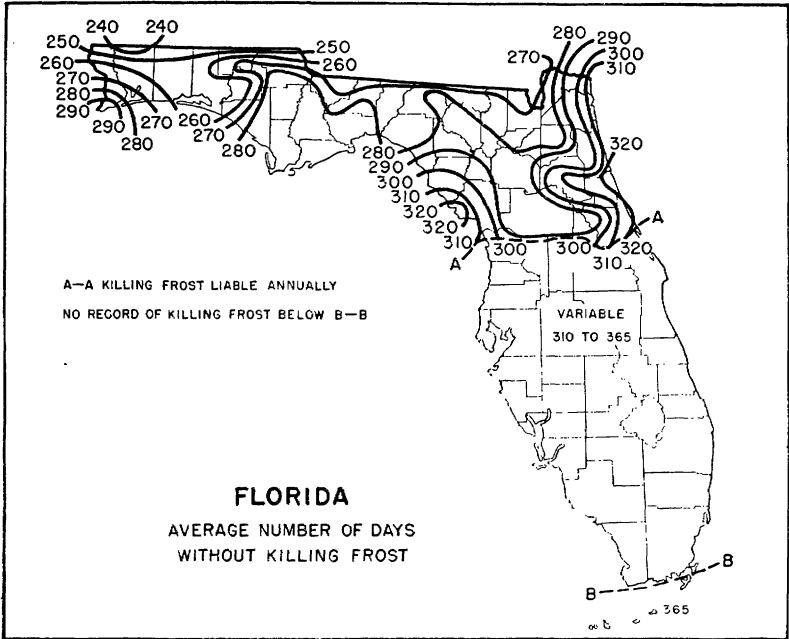 240 240
250 250
260 260
270
280
290
290
280
270
260
270
280
280
290
300
310
320
320
310
A
270
280
290
300
310
320
A
300 300 320
310
A—A KILLING FROST LIABLE ANNUALLY
NO RECORD OF KILLING FROST BELOW B—B
VARIABLE
310 TO 365
FLORIDA
AVERAGE NUMBER OF DAYS
WITHOUT KILLING FROST
B
B
365